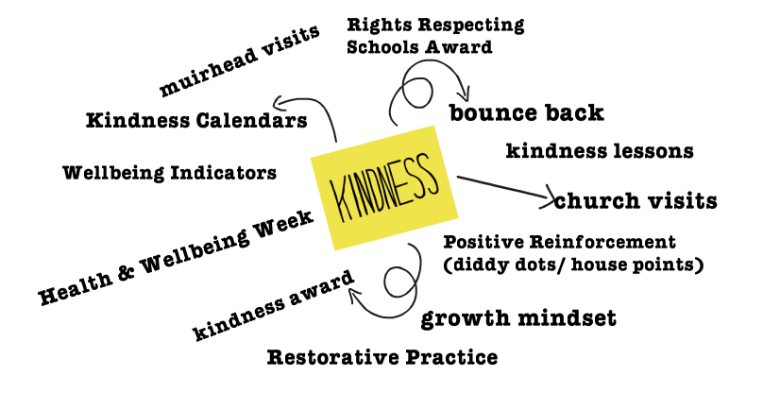 muirhead visits
Rights Respecting
Schools Award
Kindness Calendars
bounce back
kindness lessons
Wellbeing Indicators
KINDNESS
church visits
Health & Wellbeing Week
Positive Reinforcement
(diddy dots/ house points)
kindness award
growth mindset
Restorative Practice